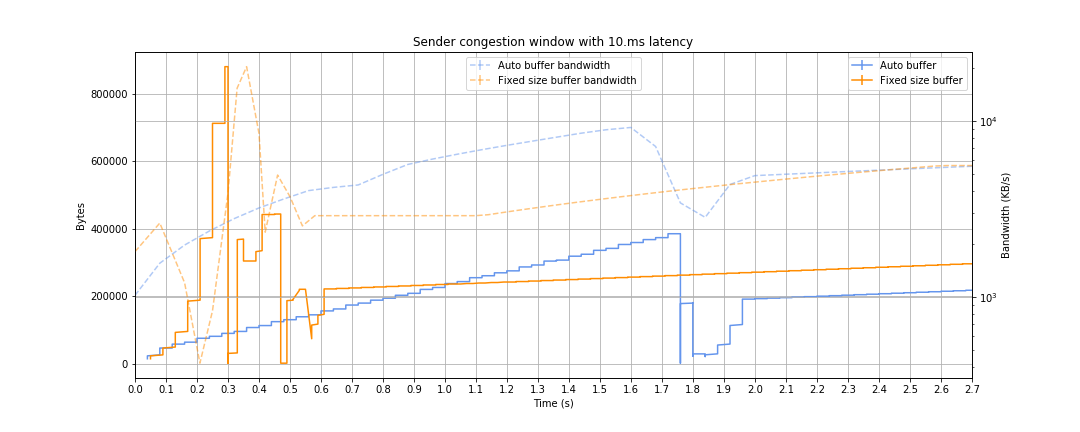 Sender congestion window with 10.ms latency
Auto buffer bandwidth
Fixed size buffer bandwidth
Auto buffer
Fixed size buffer
800000
600000
400000
200000
0
Bytes
10^4
10^3
Bandwidth (KB/s)
0.0 0.1 0.2 0.3 0.4 0.5 0.6 0.7 0.8 0.9 1.0 1.1 1.2 1.3 1.4 1.5 1.6 1.7 1.8 1.9 2.0 2.1 2.2 2.3 2.4 2.5 2.6 2.7
Time (s)